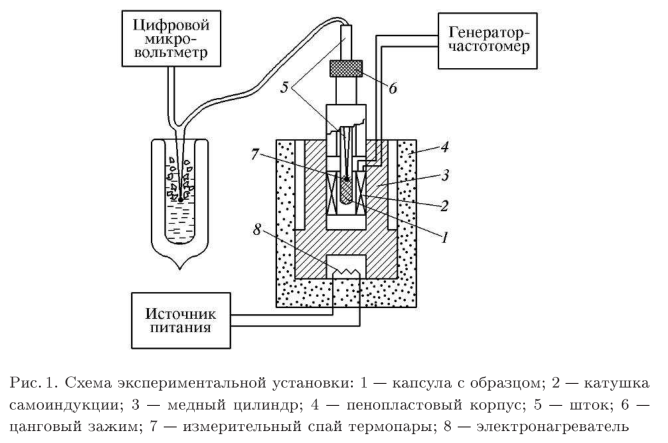 Цифровой
микро-
вольтметр
Генератор-
частотомер
5
6
7
4
3
2
1
8
Источник
питания
Рис. 1. Схема экспериментальной установки: 1 — капсула с образцом; 2 — катушка
самоиндукции; 3 — медный цилиндр; 4 — пенопластовый корпус; 5 — шток; 6 —
цанговый зажим; 7 — измерительный спай термопары; 8 — электронагреватель